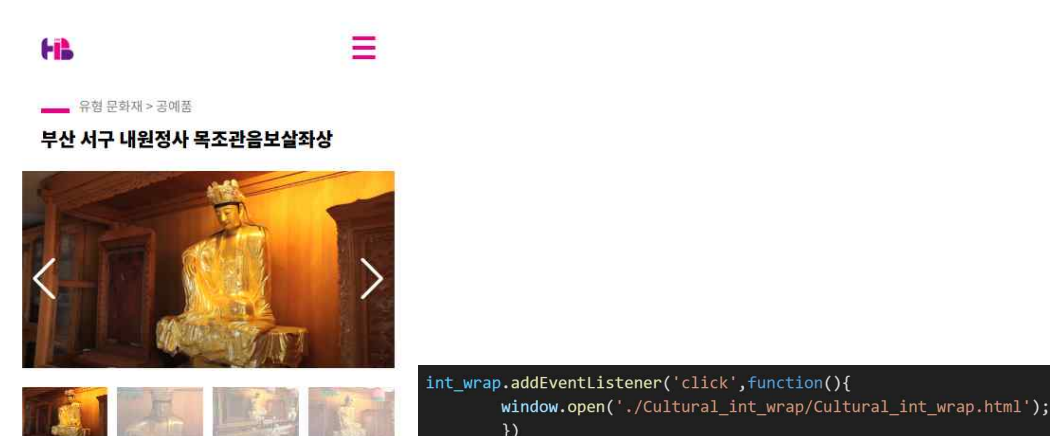 HiB
유형 문화재 > 공예품
부산 서구 내원정사 목조관음보살좌상
int_wrap.addEventListener('click',function(){
window.open('./Cultural_int_wrap/Cultural_int_wrap.html');
})